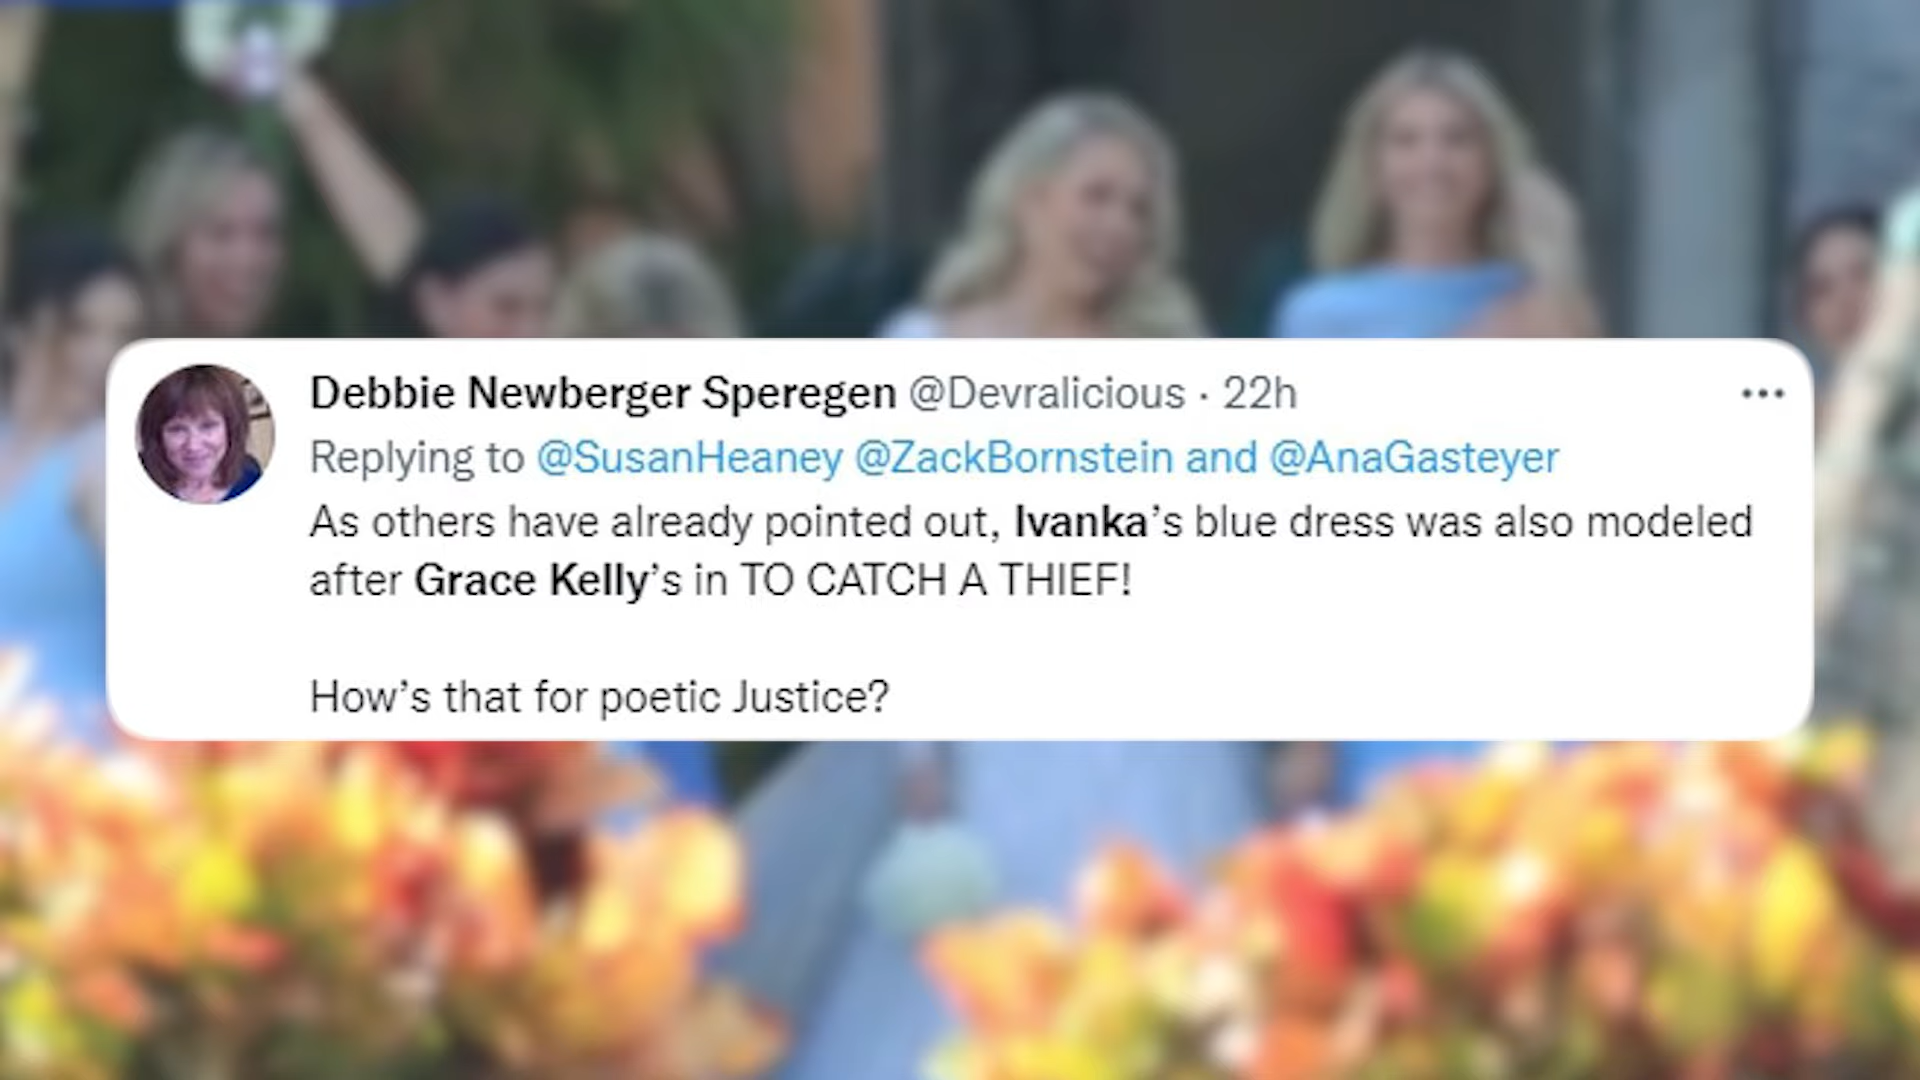 Debbie Newberger Speregen @Devralicious · 22h
Replying to @SusanHeaney @ZackBornstein and @AnaGasteyer
As others have already pointed out, Ivanka’s blue dress was also modeled
after Grace Kelly’s in TO CATCH A THIEF!
How’s that for poetic Justice?